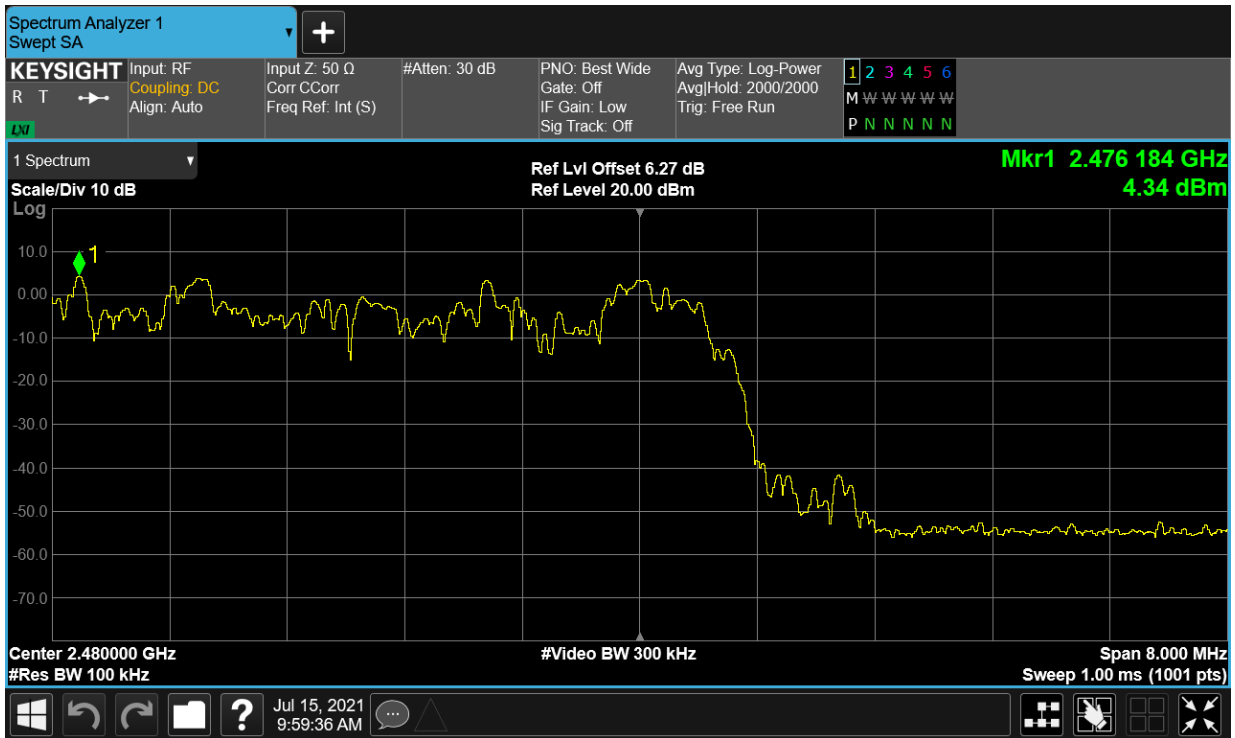 Spectrum Analyzer 1
Swept SA
KEYSIGHT
R T
LXI
Input: RF
Coupling: DC
Align: Auto
Input Z: 50 Ω
Corr CCorr
Freq Ref: Int (S)
#Atten: 30 dB
PNO: Best Wide
Gate: Off
IF Gain: Low
Sig Track: Off
Avg Type: Log-Power
Avg|Hold: 2000/2000
Trig: Free Run
1 2 3 4 5 6
M W W W W W
P N N N N N
1 Spectrum
Scale/Div 10 dB
Log
Ref Lvl Offset 6.27 dB
Ref Level 20.00 dBm
Mkr1 2.476 184 GHz
4.34 dBm
1
10.0
0.00
-10.0
-20.0
-30.0
-40.0
-50.0
-60.0
-70.0
Center 2.480000 GHz
#Res BW 100 kHz
#Video BW 300 kHz
Span 8.000 MHz
Sweep 1.00 ms (1001 pts)
?
Jul 15, 2021
9:59:36 AM